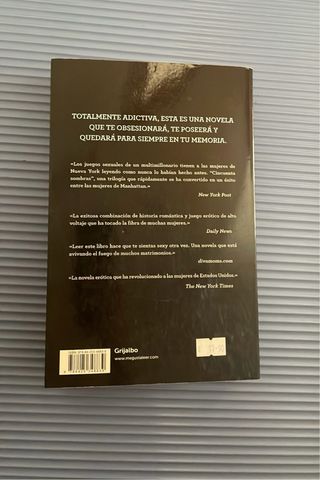 TOTALMENTE ADICTIVA, ESTA ES UNA NOVELA
QUE TE OBSESIONARÁ, TE POSEERÁ Y
QUEDARÁ PARA SIEMPRE EN TU MEMORIA.
«Los juegos sexuales de un multimillonario tienen a las mujeres de
Nueva York leyendo como nunca lo habían hecho antes. "Cincuenta
sombras", una trilogía que rápidamente se ha convertido en un éxito
entre las mujeres de Manhattan.»
New York Post
«La exitosa combinación de historia romántica y juego erótico de alto
voltaje que ha tocado la fibra de muchas mujeres.»
Daily News
«Leer este libro hace que te sientas sexy otra vez. Una novela que está
avivando el fuego de muchos matrimonios.»
divamoms.com
«La novela erótica que ha revolucionado a las mujeres de Estados Unidos.»
The New York Times
Grijalbo
www.megustaleer.com